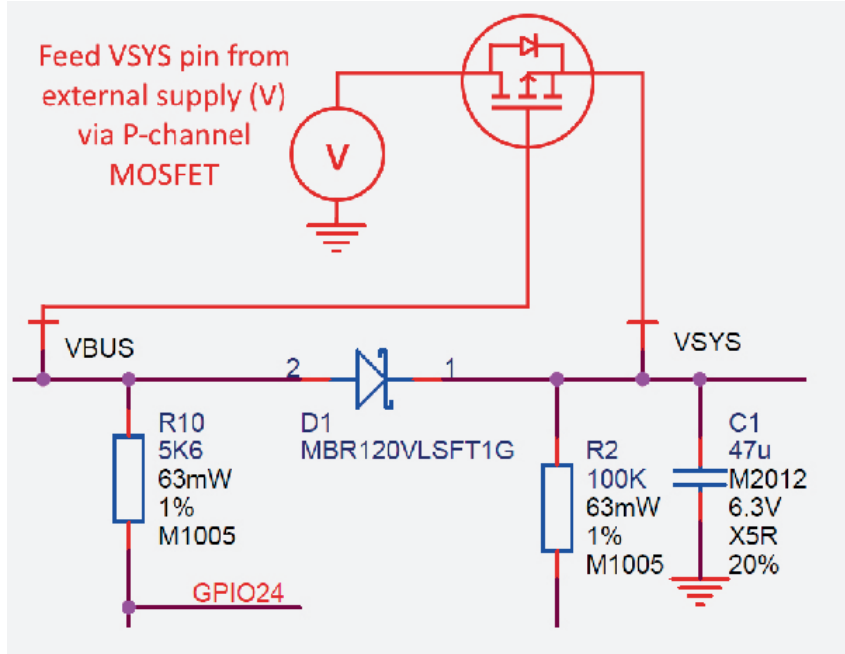 Feed VSYS pin from
external supply (V)
via P-channel
MOSFET
V
VBUS
2
1
VSYS
R10
5K6
63mW
1%
M1005
D1
MBR120VLSFT1G
R2
100K
63mW
1%
M1005
C1
47u
M2012
6.3V
X5R
20%
GPIO24